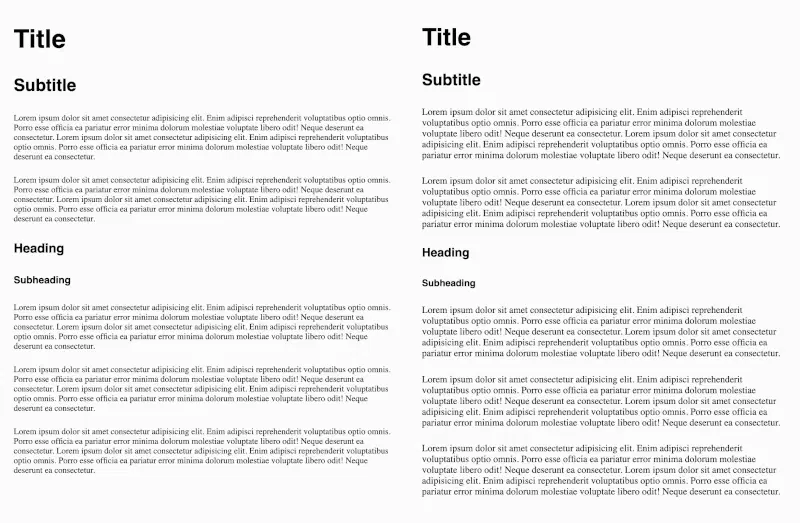 Title
Subtitle
Lorem ipsum dolor sit amet consectetur adipisicing elit. Enim adipisci reprehenderit voluptatibus optio omnis.
Porro esse officia ea pariatur error minima dolorum molestiae voluptate libero odit! Neque deserunt ea
consectetur. Lorem ipsum dolor sit amet consectetur adipisicing elit. Enim adipisci reprehenderit voluptatibus
optio omnis. Porro esse officia ea pariatur error minima dolorum molestiae voluptate libero odit! Neque
deserunt ea consectetur.
Lorem ipsum dolor sit amet consectetur adipisicing elit. Enim adipisci reprehenderit voluptatibus optio omnis.
Porro esse officia ea pariatur error minima dolorum molestiae voluptate libero odit! Neque deserunt ea
consectetur. Lorem ipsum dolor sit amet consectetur adipisicing elit. Enim adipisci reprehenderit voluptatibus
optio omnis. Porro esse officia ea pariatur error minima dolorum molestiae voluptate libero odit! Neque
deserunt ea consectetur.
Heading
Subheading
Lorem ipsum dolor sit amet consectetur adipisicing elit. Enim adipisci reprehenderit voluptatibus optio omnis.
Porro esse officia ea pariatur error minima dolorum molestiae voluptate libero odit! Neque deserunt ea
consectetur. Lorem ipsum dolor sit amet consectetur adipisicing elit. Enim adipisci reprehenderit voluptatibus
optio omnis. Porro esse officia ea pariatur error minima dolorum molestiae voluptate libero odit! Neque
deserunt ea consectetur.
Lorem ipsum dolor sit amet consectetur adipisicing elit. Enim adipisci reprehenderit voluptatibus optio omnis.
Porro esse officia ea pariatur error minima dolorum molestiae voluptate libero odit! Neque deserunt ea
consectetur. Lorem ipsum dolor sit amet consectetur adipisicing elit. Enim adipisci reprehenderit voluptatibus
optio omnis. Porro esse officia ea pariatur error minima dolorum molestiae voluptate libero odit! Neque
deserunt ea consectetur.
Lorem ipsum dolor sit amet consectetur adipisicing elit. Enim adipisci reprehenderit voluptatibus optio omnis.
Porro esse officia ea pariatur error minima dolorum molestiae voluptate libero odit! Neque deserunt ea
consectetur. Lorem ipsum dolor sit amet consectetur adipisicing elit. Enim adipisci reprehenderit voluptatibus
optio omnis. Porro esse officia ea pariatur error minima dolorum molestiae voluptate libero odit! Neque
deserunt ea consectetur.
Title
Subtitle
Lorem ipsum dolor sit amet consectetur adipisicing elit. Enim adipisci reprehenderit
voluptatibus optio omnis. Porro esse officia ea pariatur error minima dolorum molestiae
voluptate libero odit! Neque deserunt ea consectetur. Lorem ipsum dolor sit amet consectetur
adipisicing elit. Enim adipisci reprehenderit voluptatibus optio omnis. Porro esse officia ea
pariatur error minima dolorum molestiae voluptate libero odit! Neque deserunt ea consectetur.
Lorem ipsum dolor sit amet consectetur adipisicing elit. Enim adipisci reprehenderit
voluptatibus optio omnis. Porro esse officia ea pariatur error minima dolorum molestiae
voluptate libero odit! Neque deserunt ea consectetur. Lorem ipsum dolor sit amet consectetur
adipisicing elit. Enim adipisci reprehenderit voluptatibus optio omnis. Porro esse officia ea
pariatur error minima dolorum molestiae voluptate libero odit! Neque deserunt ea consectetur.
Heading
Subheading
Lorem ipsum dolor sit amet consectetur adipisicing elit. Enim adipisci reprehenderit
voluptatibus optio omnis. Porro esse officia ea pariatur error minima dolorum molestiae
voluptate libero odit! Neque deserunt ea consectetur. Lorem ipsum dolor sit amet consectetur
adipisicing elit. Enim adipisci reprehenderit voluptatibus optio omnis. Porro esse officia ea
pariatur error minima dolorum molestiae voluptate libero odit! Neque deserunt ea consectetur.
Lorem ipsum dolor sit amet consectetur adipisicing elit. Enim adipisci reprehenderit
voluptatibus optio omnis. Porro esse officia ea pariatur error minima dolorum molestiae
voluptate libero odit! Neque deserunt ea consectetur. Lorem ipsum dolor sit amet consectetur
adipisicing elit. Enim adipisci reprehenderit voluptatibus optio omnis. Porro esse officia ea
pariatur error minima dolorum molestiae voluptate libero odit! Neque deserunt ea consectetur.
Lorem ipsum dolor sit amet consectetur adipisicing elit. Enim adipisci reprehenderit
voluptatibus optio omnis. Porro esse officia ea pariatur error minima dolorum molestiae
voluptate libero odit! Neque deserunt ea consectetur. Lorem ipsum dolor sit amet consectetur
adipisicing elit. Enim adipisci reprehenderit voluptatibus optio omnis. Porro esse officia ea
pariatur error minima dolorum molestiae voluptate libero odit! Neque deserunt ea consectetur.